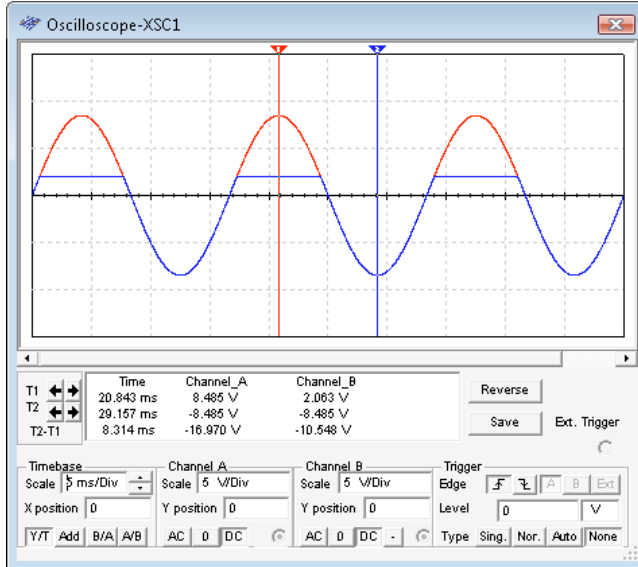 Oscilloscope-XSC1
1 2
Time Channel_A Channel_B
T1 20.843 ms 8.485 V 2.063 V
T2 29.157 ms -8.485 V -8.485 V
T2-T1 8.314 ms -16.970 V -10.548 V
Reverse
Save
Ext. Trigger
Timebase
Scale 5 ms/Div
X position 0
Y/T Add B/A A/B
Channel A
Scale 5 V/Div
Y position 0
AC 0 DC
Channel B
Scale 5 V/Div
Y position 0
AC 0 DC -
Trigger
Edge A B Ext
Level 0 V
Type Sing. Nor. Auto None